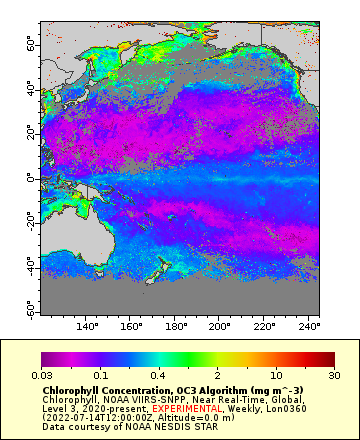 60°
40°
20°
0°
-20°
-40°
-60°
140° 160° 180° 200° 220° 240°
0.03 0.1 0.4 2 10 30
Chlorophyll Concentration, OC3 Algorithm (mg m^-3)
Chlorophyll, NOAA VIIRS-SNPP, Near Real-Time, Global,
Level 3, 2020-present, EXPERIMENTAL, Weekly, Lon0360
(2022-07-14T12:00:00Z, Altitude=0.0 m)
Data courtesy of NOAA NESDIS STAR